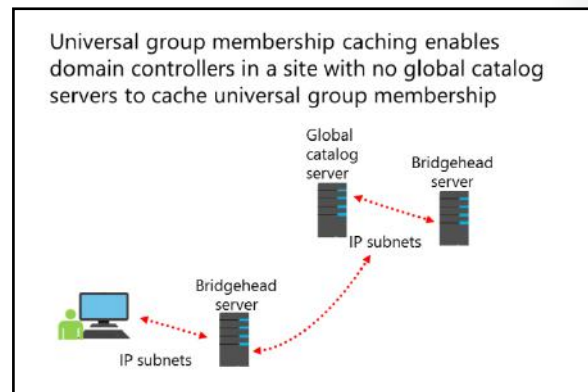 Universal group membership caching enables
domain controllers in a site with no global catalog
servers to cache universal group membership
Global
catalog
server
Bridgehead
server
IP subnets
Bridgehead
server
IP subnets